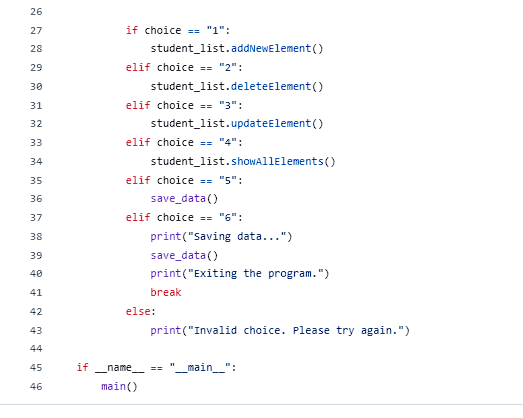 26
27 if choice == "1":
28 student_list.addNewElement()
29 elif choice == "2":
30 student_list.deleteElement()
31 elif choice == "3":
32 student_list.updateElement()
33 elif choice == "4":
34 student_list.showAllElements()
35 elif choice == "5":
36 save_data()
37 elif choice == "6":
38 print("Saving data...")
39 save_data()
40 print("Exiting the program.")
41 break
42 else:
43 print("Invalid choice. Please try again.")
44
45 if __name__ == "__main__":
46 main()